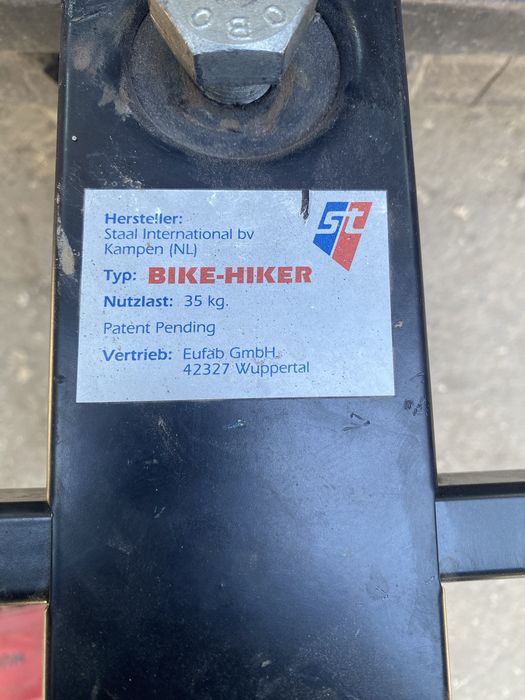 OBO
st
Hersteller:
Staal International bv
Kampen (NL)
Typ: BIKE-HIKER
Nutzlast: 35 kg.
Patent Pending
Vertrieb: Eufab GmbH
42327 Wuppertal